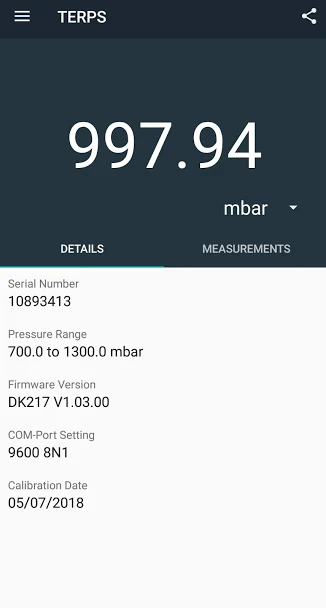 TERPS
997.94
mbar
DETAILS MEASUREMENTS
Serial Number
10893413
Pressure Range
700.0 to 1300.0 mbar
Firmware Version
DK217 V1.03.00
COM-Port Setting
9600 8N1
Calibration Date
05/07/2018